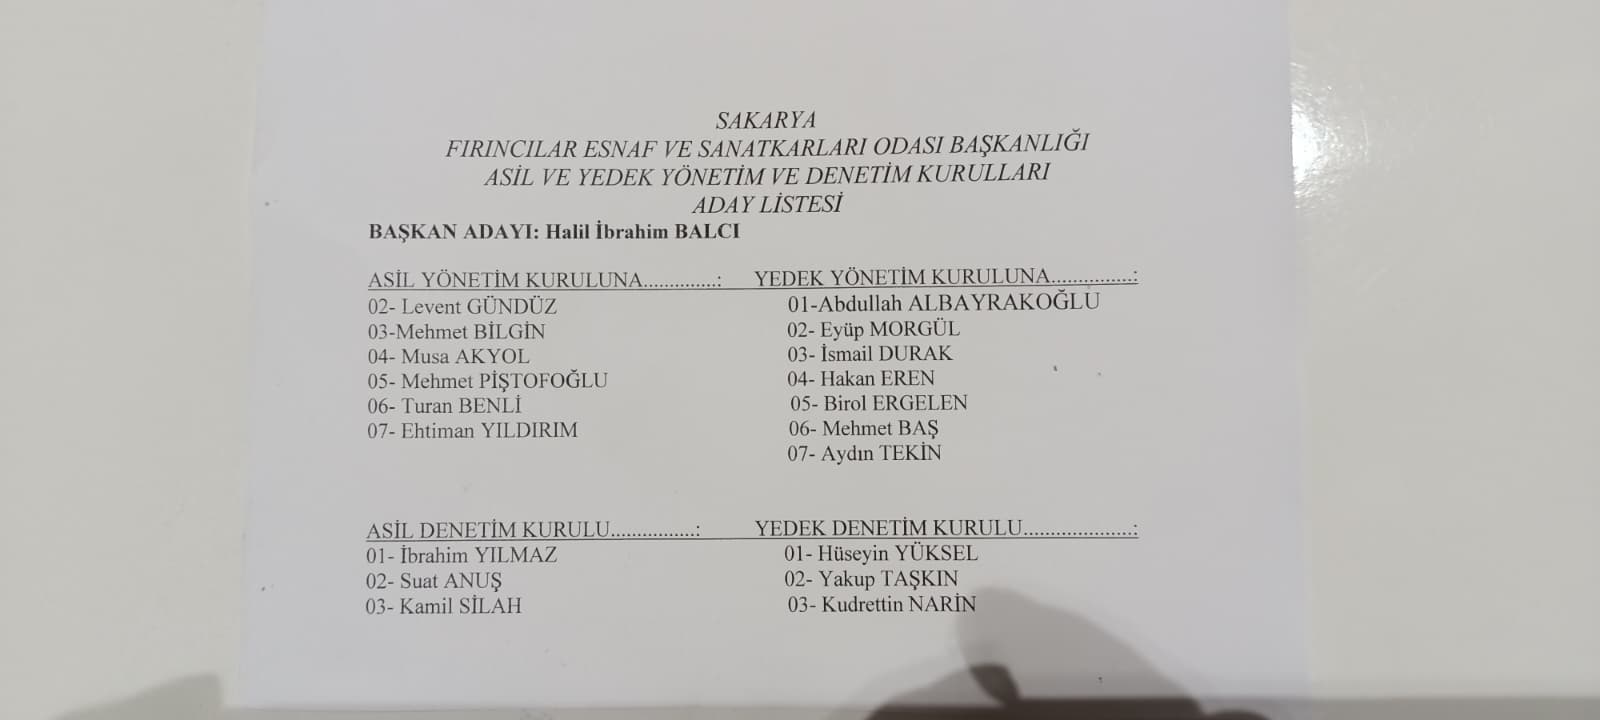 SAKARYA
FIRINCILAR ESNAF VE SANATKARLARI ODASI BAŞKANLIĞI
ASİL VE YEDEK YÖNETİM VE DENETİM KURULLARI
ADAY LİSTESİ
BAŞKAN ADAYI: Halil İbrahim BALCI
ASİL YÖNETİM KURULUNA..............:
02- Levent GÜNDÜZ
03-Mehmet BİLGİN
04- Musa AKYOL
05- Mehmet PİŞTOFOĞLU
06- Turan BENLİ
07- Ehtiman YILDIRIM
YEDEK YÖNETİM KURULUNA...............:
01-Abdullah ALBAYRAKOĞLU
02- Eyüp MORGÜL
03- İsmail DURAK
04- Hakan EREN
05- Birol ERGELEN
06- Mehmet BAŞ
07- Aydın TEKİN
ASİL DENETİM KURULU................:
01- İbrahim YILMAZ
02- Suat ANUŞ
03- Kamil SİLAH
YEDEK DENETİM KURULU.....................:
01- Hüseyin YÜKSEL
02- Yakup TAŞKIN
03- Kudrettin NARİN